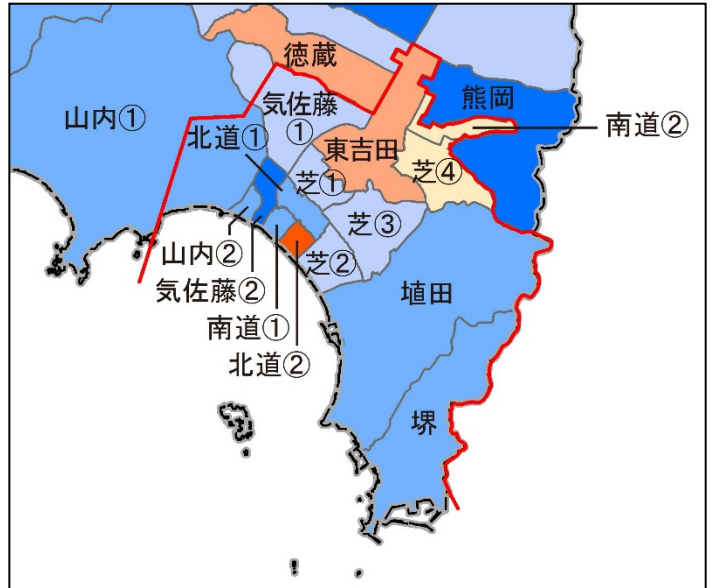 徳蔵
熊岡
山内①
気佐藤
①
南道②
北道①
東吉田
芝④
芝①
芝③
山内②
芝②
気佐藤②
埴田
南道①
北道②
堺